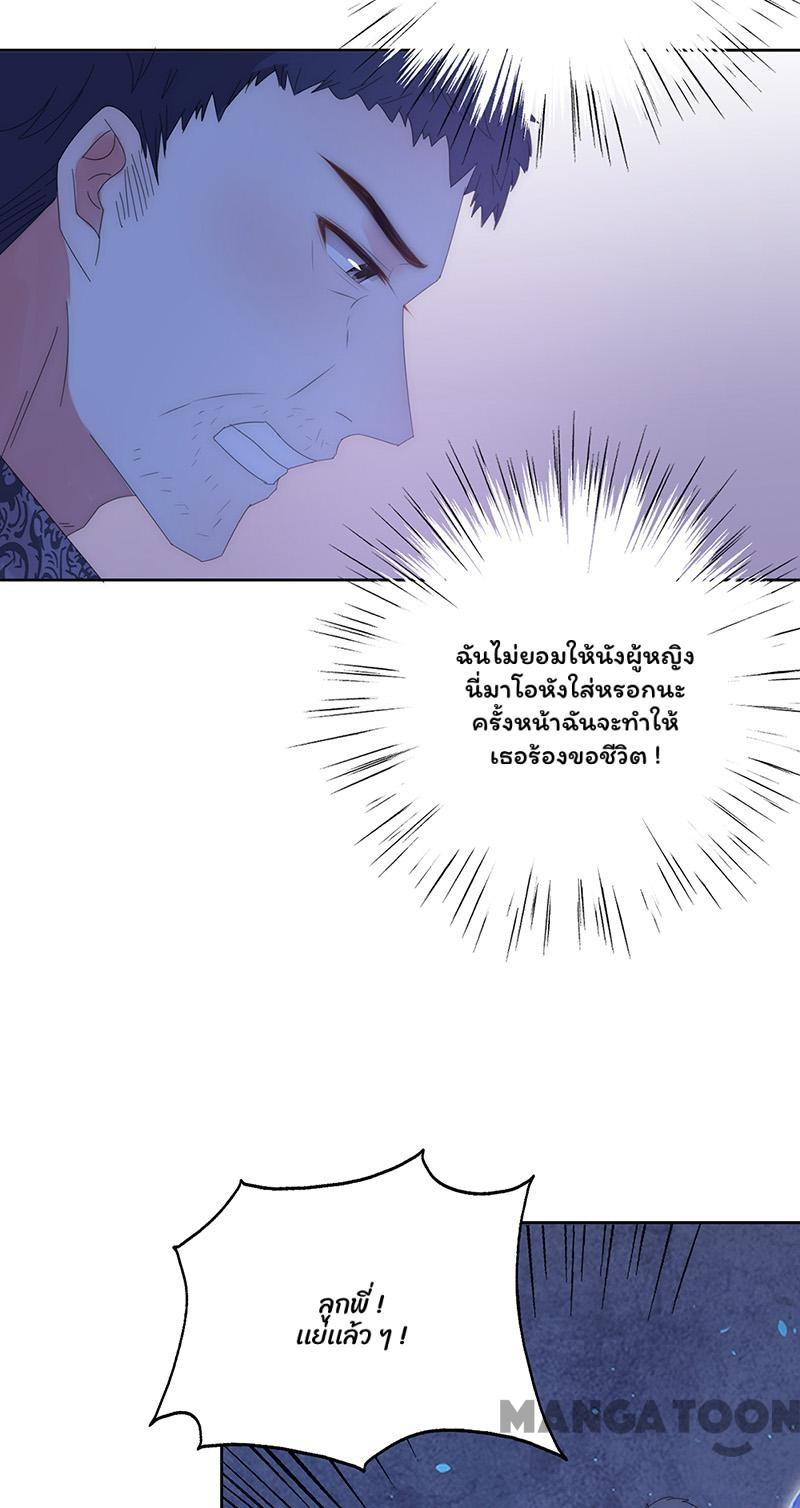 ฉันไม่ยอมให้นังผู้หญิง
นี่มาโอหังใส่หรอกนะ
ครั้งหน้าฉันจะทำให้
เธอร้องขอชีวิต !
ลูกพี่ !
แย่แล้ว ๆ !
MANGATOON